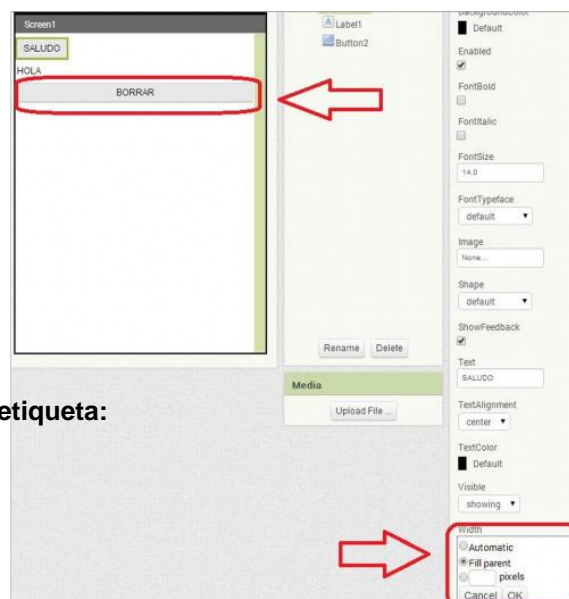 Screen1
SALUDO
HOLA
BORRAR
etiqueta:
Label1
Button2
Rename Delete
Media
Upload File ...
BackgroundColor
Default
Enabled
FontBold
FontItalic
FontSize
14.0
FontTypeface
default
Image
None...
Shape
default
ShowFeedback
Text
SALUDO
TextAlignment
center
TextColor
Default
Visible
showing
Width
Automatic
Fill parent
pixels
Cancel OK